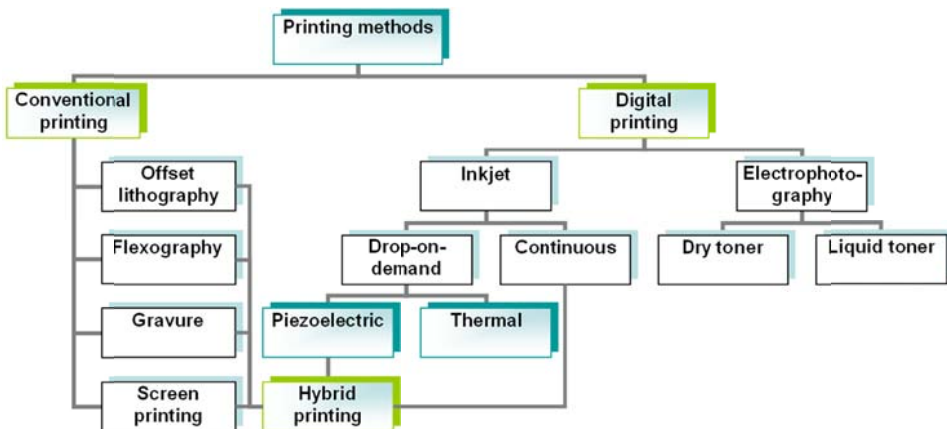 Printing methods
Conventional
printing
Digital
printing
Offset
lithography
Inkjet
Electrophoto-
graphy
Flexography
Drop-on-
demand
Continuous
Dry toner
Liquid toner
Gravure
Piezoelectric
Thermal
Screen
printing
Hybrid
printing